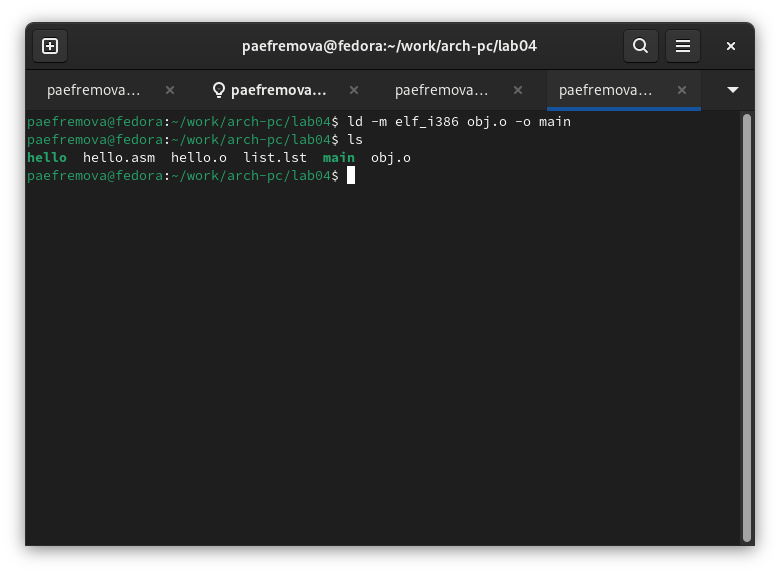 paefremova@fedora:~/work/arch-pc/lab04
paefremova… paefremova… paefremova… paefremova…
paefremova@fedora:~/work/arch-pc/lab04$ ld -m elf_i386 obj.o -o main
paefremova@fedora:~/work/arch-pc/lab04$ ls
hello  hello.asm  hello.o  list.lst  main  obj.o
paefremova@fedora:~/work/arch-pc/lab04$